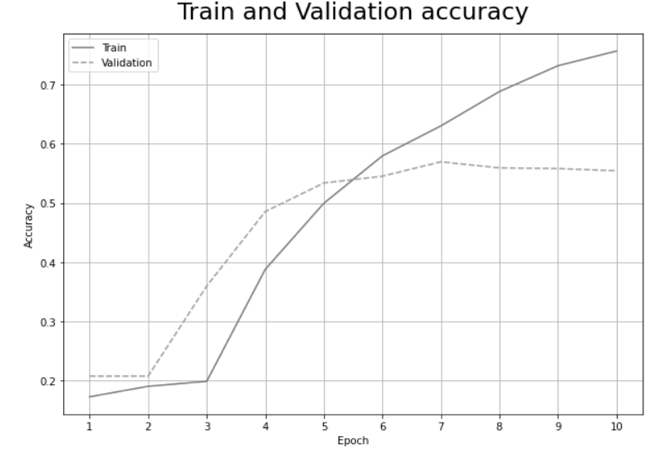 Train and Validation accuracy
Train
Validation
0.7
0.6
0.5
0.4
0.3
0.2
Accuracy
1 2 3 4 5 6 7 8 9 10
Epoch